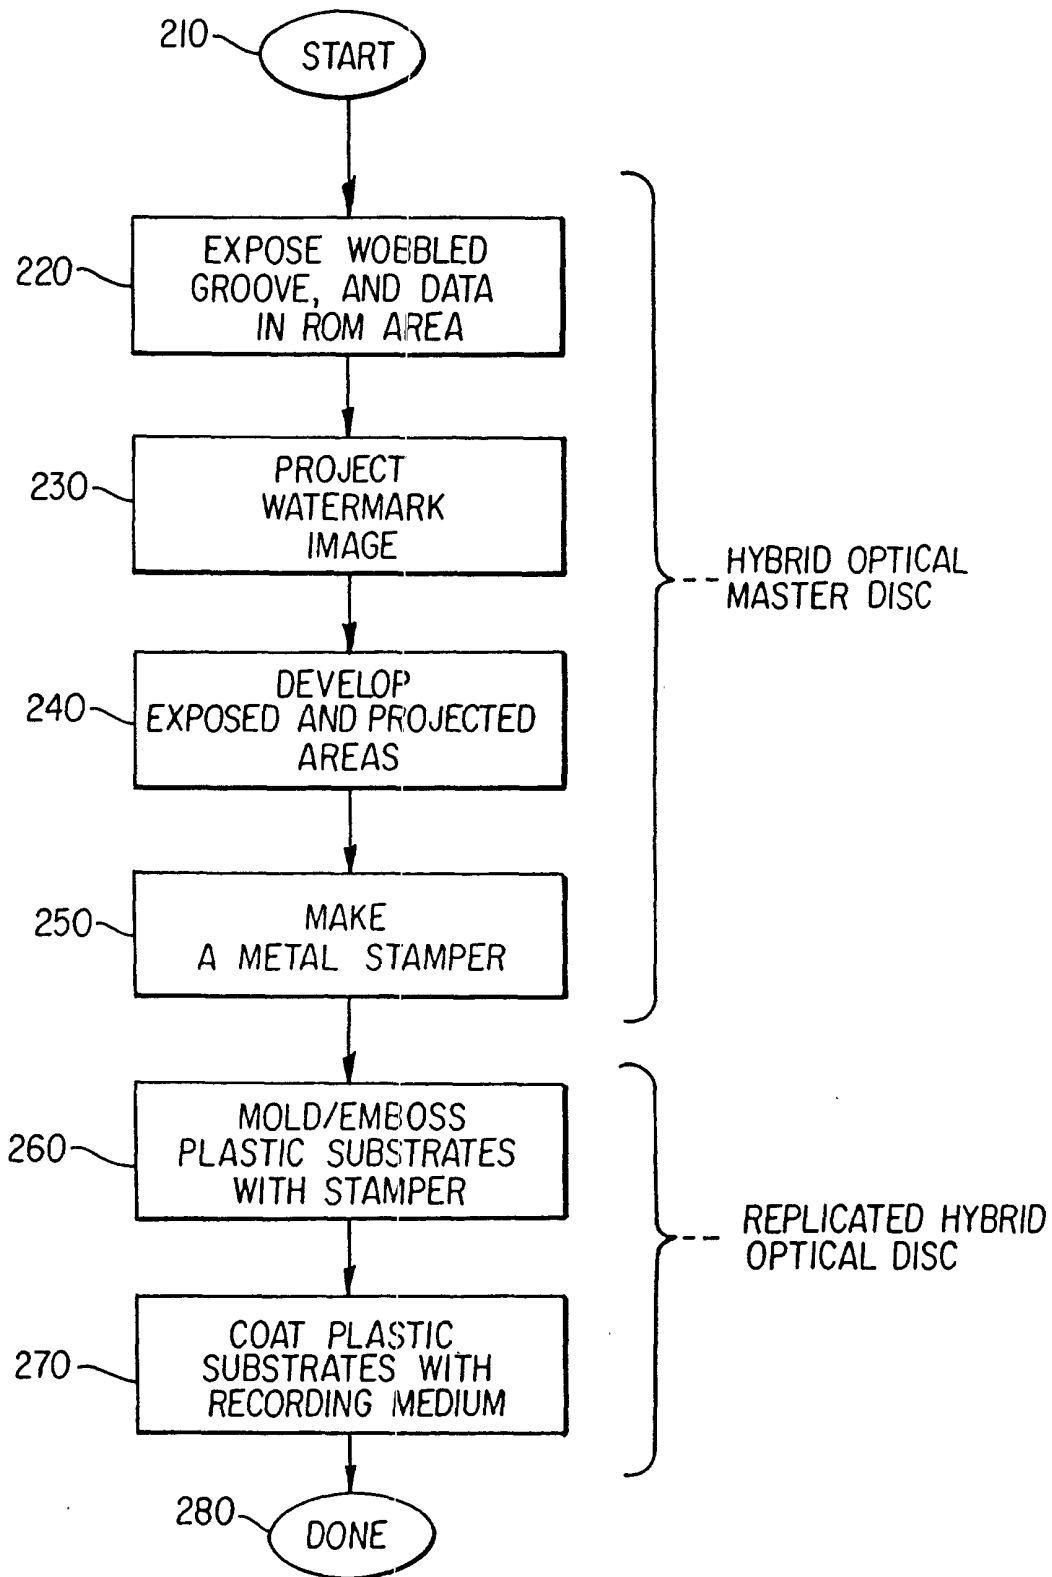 210
START
220
EXPOSE WOBBLED
GROOVE, AND DATA
IN ROM AREA
230
PROJECT
WATERMARK
IMAGE
HYBRID OPTICAL
MASTER DISC
240
DEVELOP
EXPOSED AND PROJECTED
AREAS
250
MAKE
A METAL STAMPER
260
MOLD/EMBOSS
PLASTIC SUBSTRATES
WITH STAMPER
REPLICATED HYBRID
OPTICAL DISC
270
COAT PLASTIC
SUBSTRATES WITH
RECORDING MEDIUM
280
DONE